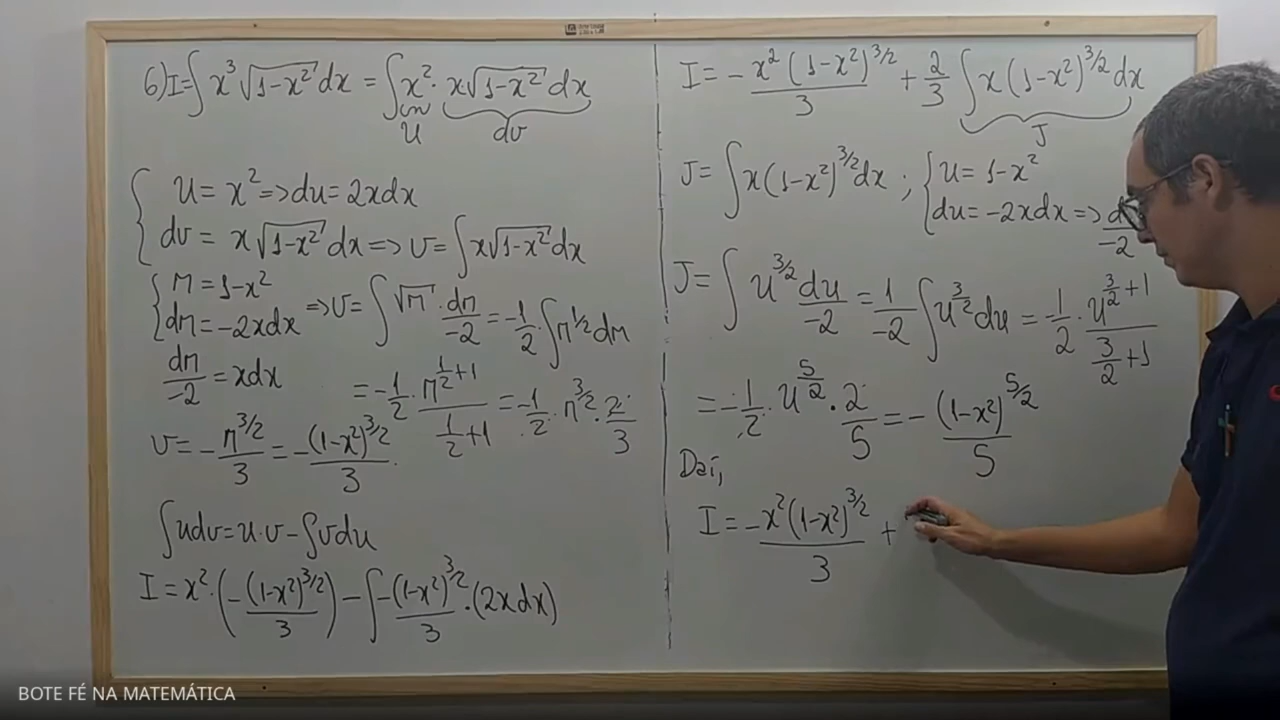 6) I = ∫ x³ √(1-x²) dx = ∫ x² · x √(1-x²) dx
u dv
u = x² => du = 2x dx
dv = x √(1-x²) dx => v = ∫ x √(1-x²) dx
m = 1-x²
dm = -2x dx => v = ∫ √m · dm/-2 = -1/2 · ∫ m^(1/2) dm
dm/-2 = x dx
= -1/2 · m^(1/2+1)/(1/2+1) = -1/2 · m^(3/2) · 2/3
v = -m^(3/2)/3 = -(1-x²)^(3/2)/3
∫ u dv = u·v - ∫ v du
I = x² · (-(1-x²)^(3/2)/3) - ∫ -(1-x²)^(3/2)/3 · (2x dx)
I = - x² (1-x²)^(3/2)/3 + 2/3 ∫ x (1-x²)^(3/2) dx
J
J = ∫ x (1-x²)^(3/2) dx ; { u = 1-x²
du = -2x dx => d/-2
J = ∫ u^(3/2) du/-2 = 1/-2 ∫ u^(3/2) du = -1/2 · u^(3/2+1)/(3/2+1)
= -1/2 · u^(5/2) · 2/5 = - (1-x²)^(5/2)/5
Daí,
I = -x² (1-x²)^(3/2)/3 +
BOTE FÉ NA MATEMÁTICA